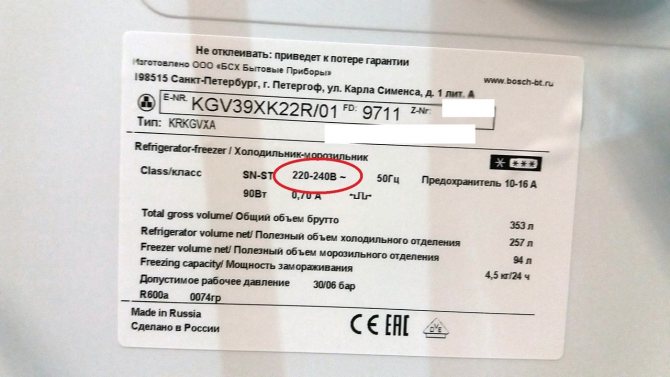 Не отклеивать: приведет к потере гарантии
Изготовлено ООО «БСХ Бытовые Приборы»
www.bosch-bt.ru
198515 Санкт-Петербург, г. Петергоф, ул. Карла Сименса, д. 1 лит. А
E-NR. KGV39XK22R/01 FD: 9711 Z-Nr:
Тип: KRKGVXA
Refrigerator-freezer / Холодильник-морозильник
Class/класс SN-ST 220-240В ~ 50Гц Предохранитель 10-16 А
90Вт 0,70 А
Total gross volume/ Общий объем брутто 353 л
Refrigerator volume net/ Полезный объем холодильного отделения 257 л
Freezer volume net/ Полезный объем морозильного отделения 94 л
Freezing capacity/ Мощность замораживания 4,5 кг/24 ч
Допустимое рабочее давление 30/06 бар
R600a 0074гр
Made in Russia
Сделано в России
CE EAC
VDE